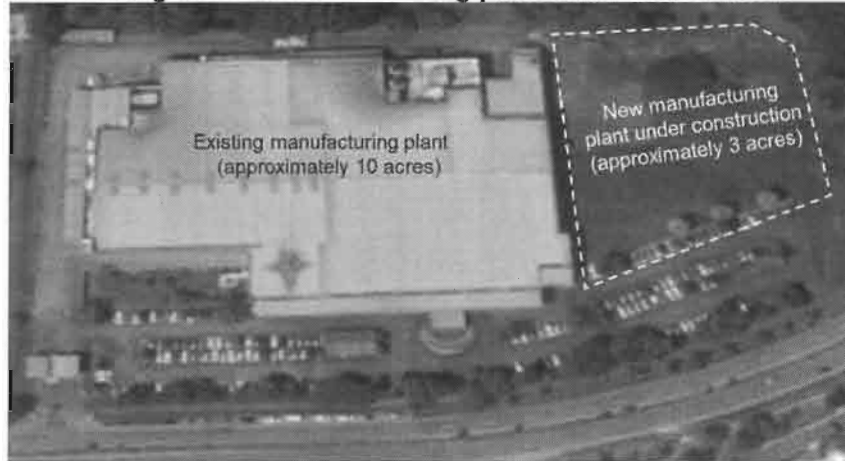 Existing manufacturing plant
(approximately 10 acres)
New manufacturing
plant under construction
(approximately 3 acres)